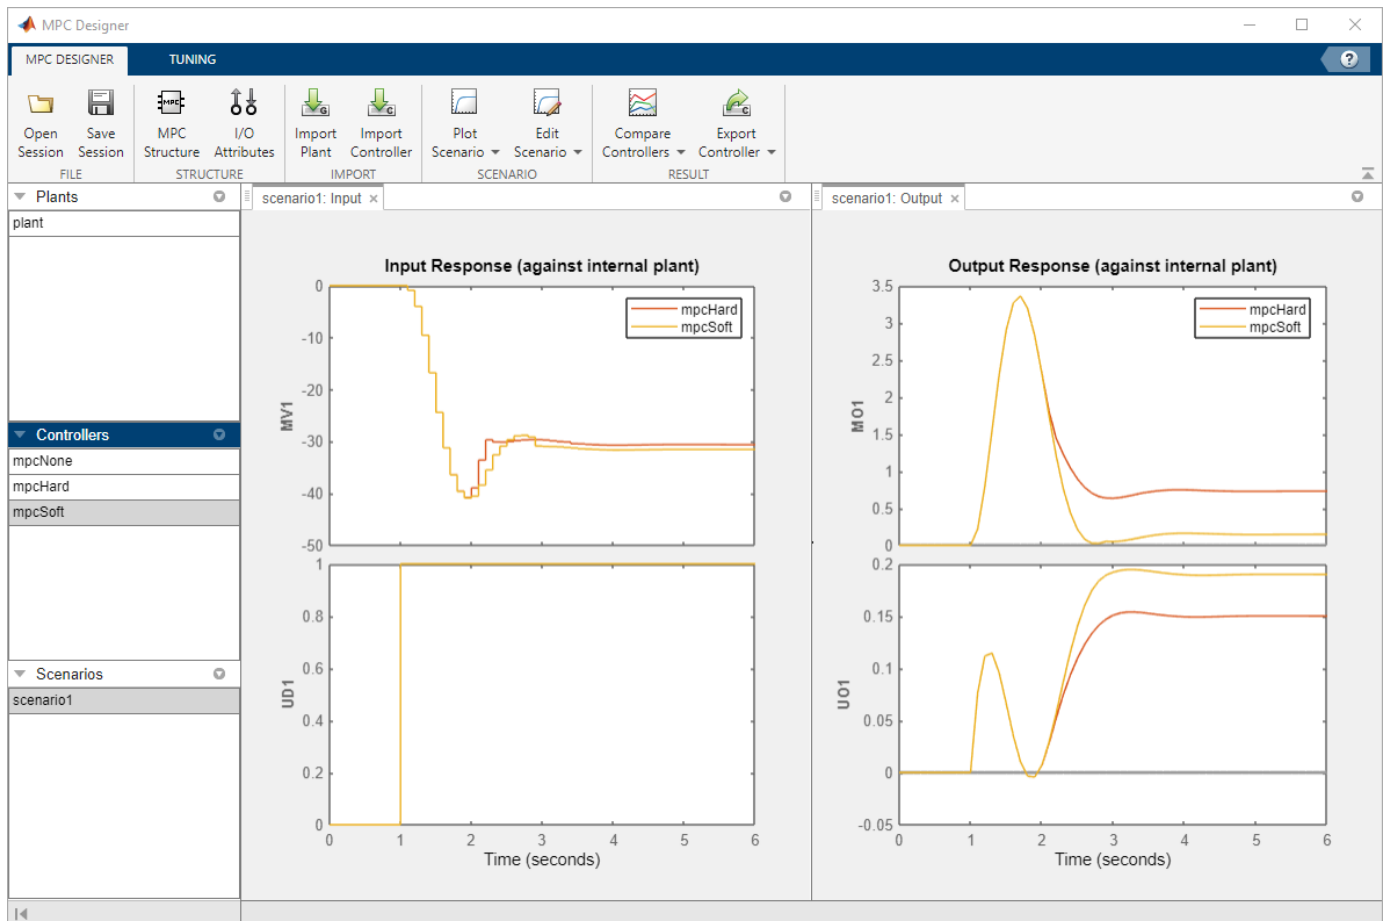 MPC Designer
MPC DESIGNER
TUNING
?
Open Session
Save Session
MPC Structure
I/O Attributes
Import Plant
Import Controller
Plot Scenario
Edit Scenario
Compare Controllers
Export Controller
FILE
STRUCTURE
IMPORT
SCENARIO
RESULT
Plants
plant
Controllers
mpcNone
mpcHard
mpcSoft
Scenarios
scenario1
scenario1: Input
Input Response (against internal plant)
mpcHard
mpcSoft
MV1
0
-10
-20
-30
-40
-50
UD1
1
0.8
0.6
0.4
0.2
0
0 1 2 3 4 5 6
Time (seconds)
scenario1: Output
Output Response (against internal plant)
mpcHard
mpcSoft
MO1
3.5
3
2.5
2
1.5
1
0.5
0
UO1
0.2
0.15
0.1
0.05
0
-0.05
0 1 2 3 4 5 6
Time (seconds)